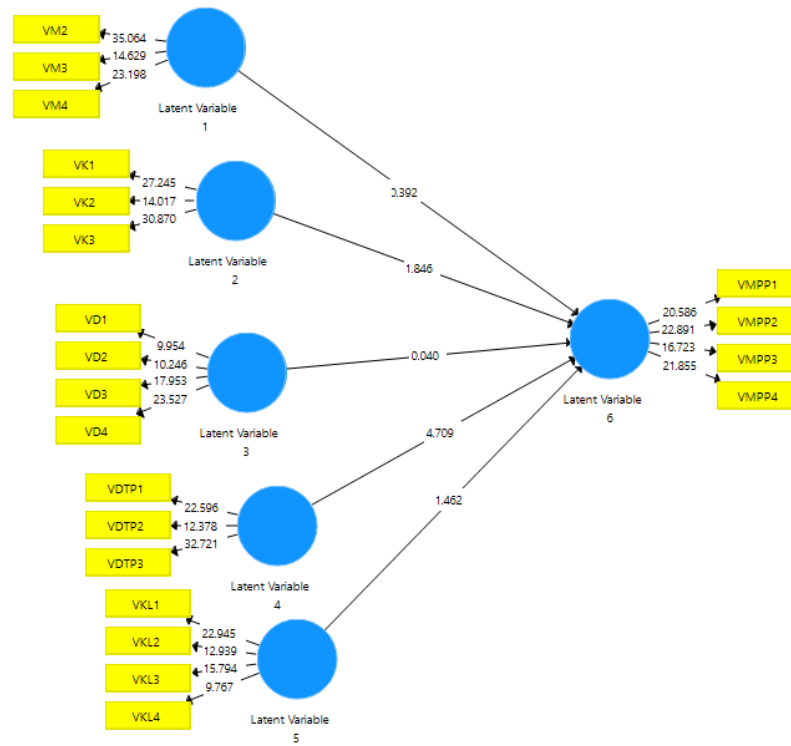 VM2
VM3
VM4
35.064
14.629
23.198
Latent Variable
1
0.392
VK1
VK2
VK3
27.245
14.017
30.870
Latent Variable
2
1.846
VD1
VD2
VD3
VD4
9.954
10.246
17.953
23.527
Latent Variable
3
0.040
VDTP1
VDTP2
VDTP3
22.596
12.378
32.721
Latent Variable
4
4.709
VKL1
VKL2
VKL3
VKL4
22.945
12.939
15.794
9.767
Latent Variable
5
1.462
Latent Variable
6
20.586
22.891
16.723
21.855
VMPP1
VMPP2
VMPP3
VMPP4